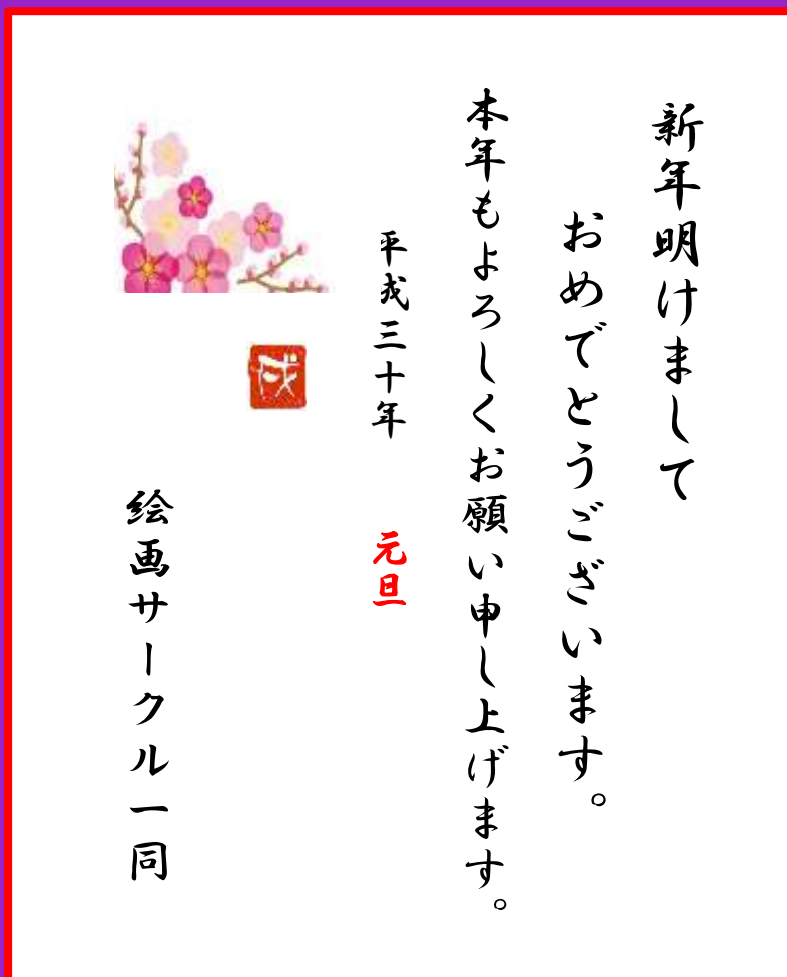 新年明けまして
おめでとうございます。
本年もよろしくお願い申し上げます。
平成三十年　元旦
戌
絵画サークル一同